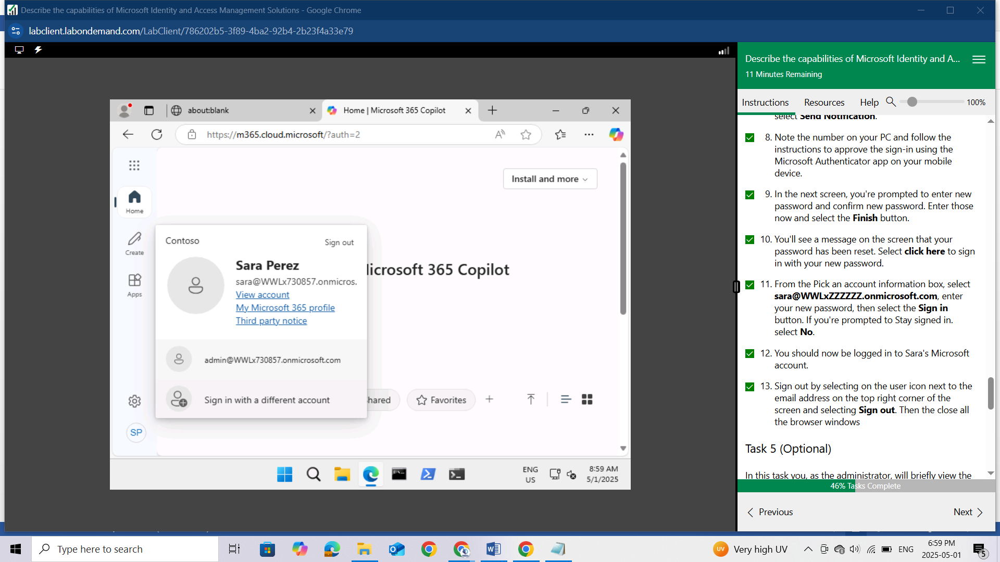 Describe the capabilities of Microsoft Identity and Access Management Solutions - Google Chrome
labclient.labondemand.com/LabClient/786202b5-3f89-4ba2-92b4-2b23f4a33e79
about:blank
Home | Microsoft 365 Copilot
https://m365.cloud.microsoft/?auth=2
Install and more
Home
Create
Apps
Contoso
Sign out
Sara Perez
sara@WWLx730857.onmicros.
View account
My Microsoft 365 profile
Third party notice
admin@WWLx730857.onmicrosoft.com
Sign in with a different account
icrosoft 365 Copilot
hared
Favorites
SP
ENG
US
8:59 AM
5/1/2025
Describe the capabilities of Microsoft Identity and A...
11 Minutes Remaining
Instructions
Resources
Help
100%
select Send Notification.
8. Note the number on your PC and follow the
instructions to approve the sign-in using the
Microsoft Authenticator app on your mobile
device.
9. In the next screen, you're prompted to enter new
password and confirm new password. Enter those
now and select the Finish button.
10. You'll see a message on the screen that your
password has been reset. Select click here to sign
in with your new password.
11. From the Pick an account information box, select
sara@WWLxZZZZZZ.onmicrosoft.com, enter
your new password, then select the Sign in
button. If you're prompted to Stay signed in.
select No.
12. You should now be logged in to Sara's Microsoft
account.
13. Sign out by selecting on the user icon next to the
email address on the top right corner of the
screen and selecting Sign out. Then the close all
the browser windows
Task 5 (Optional)
In this task you, as the administrator, will briefly view the
46% Tasks Complete
Previous
Next
Type here to search
UV
Very high UV
ENG
6:59 PM
2025-05-01
5